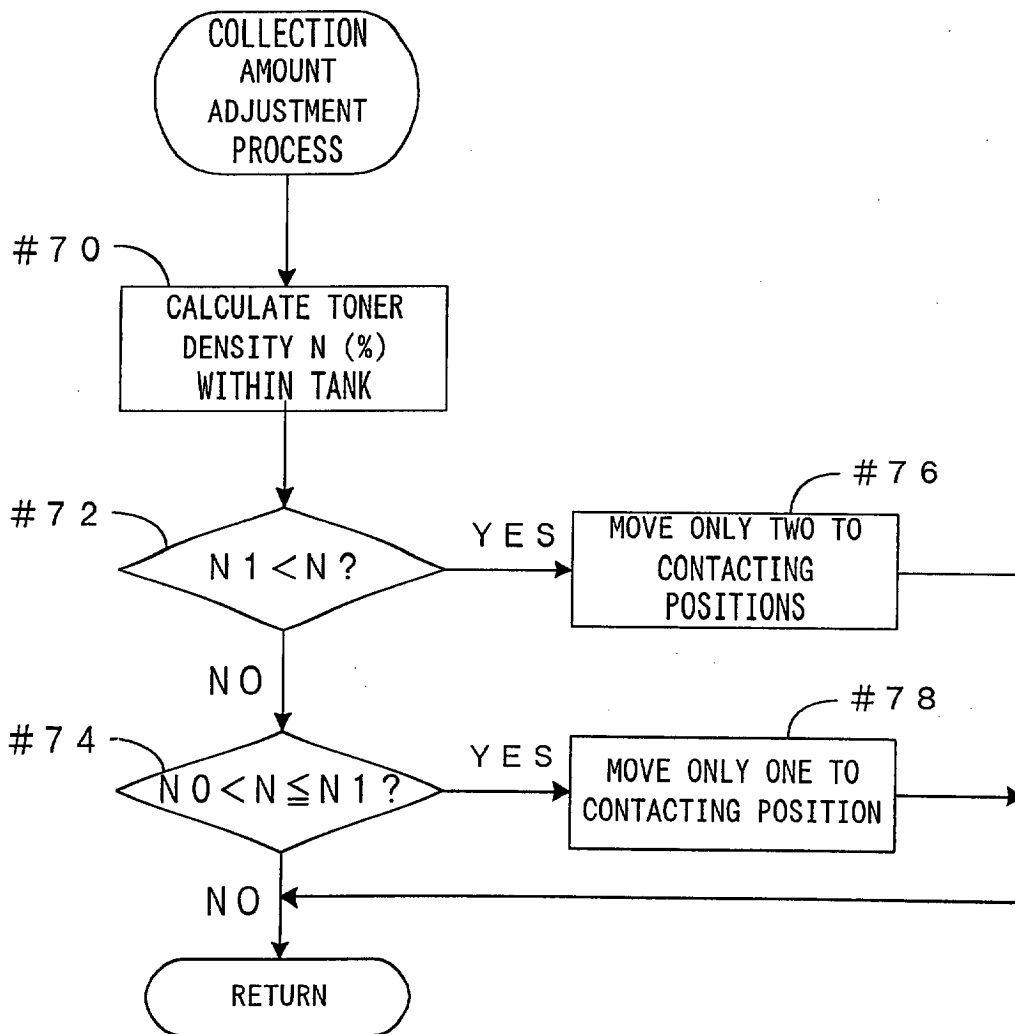 COLLECTION
AMOUNT
ADJUSTMENT
PROCESS
#70
CALCULATE TONER
DENSITY N (%)
WITHIN TANK
#72
N1<N?
YES
#76
MOVE ONLY TWO TO
CONTACTING
POSITIONS
NO
#74
N0<N≦N1?
YES
#78
MOVE ONLY ONE TO
CONTACTING POSITION
NO
RETURN